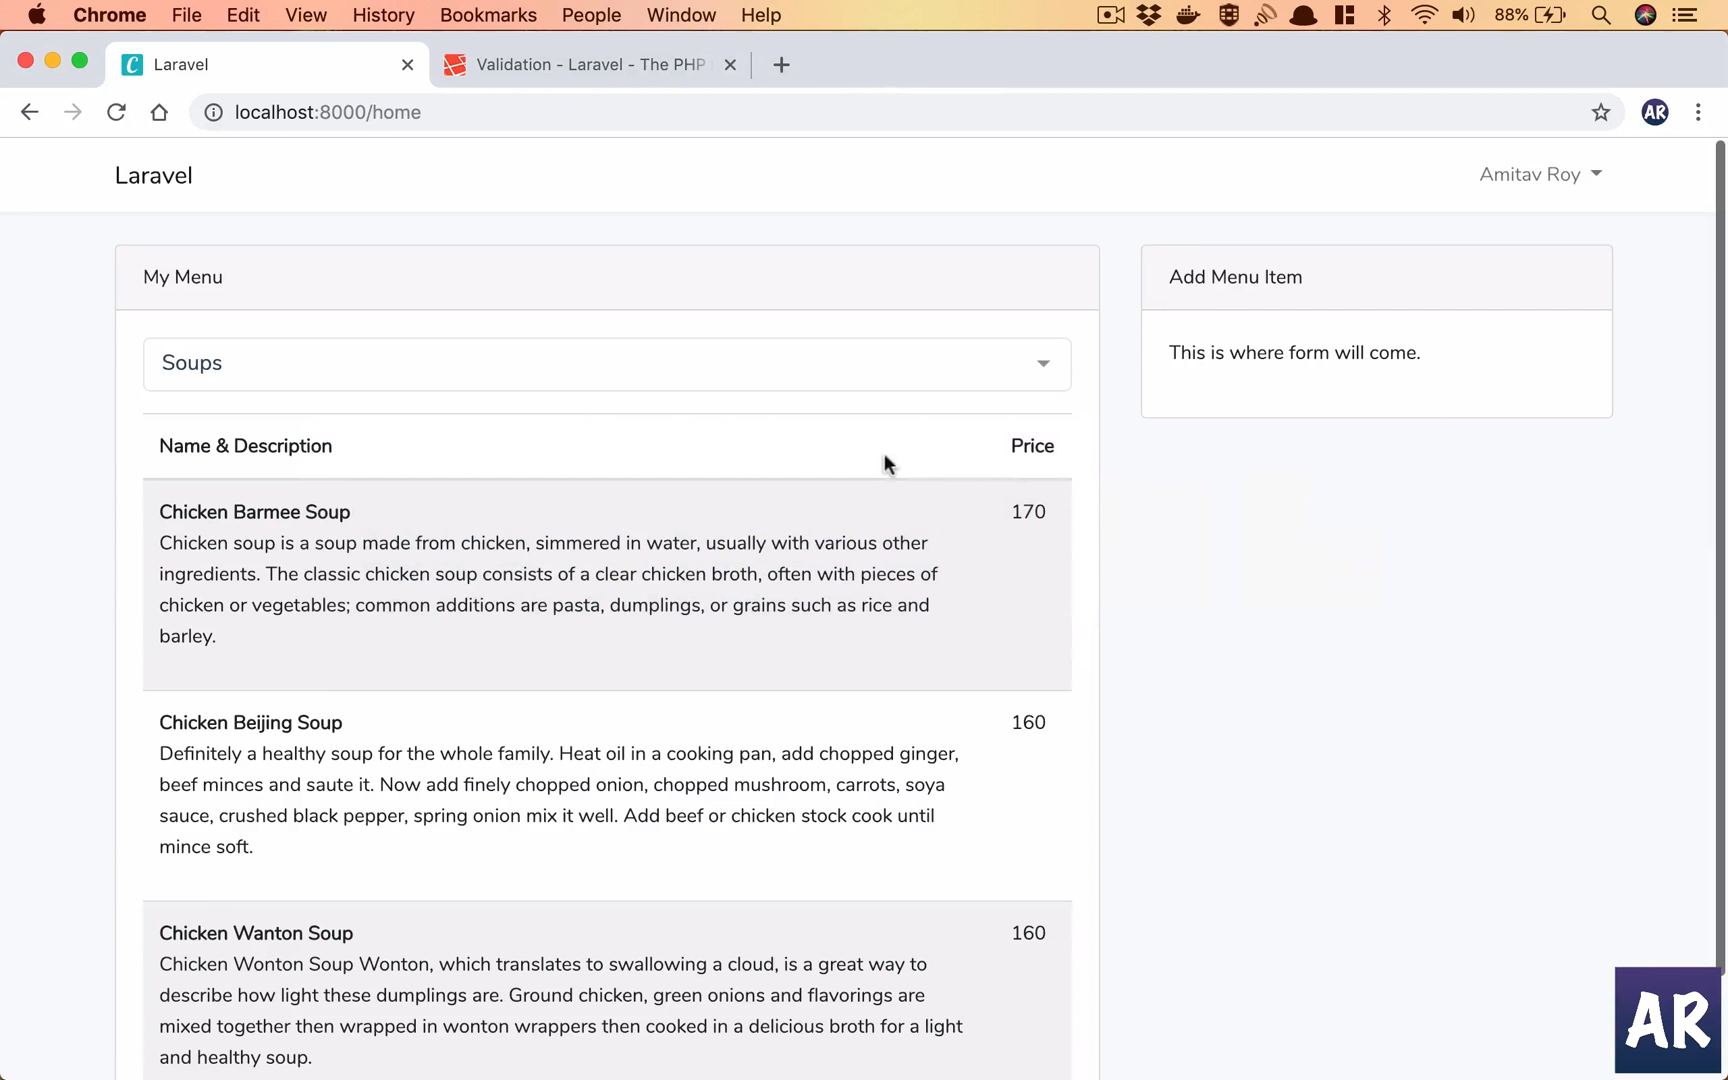 Chrome File Edit View History Bookmarks People Window Help 88%
Laravel Validation - Laravel - The PHP
localhost:8000/home AR
Laravel Amitav Roy
My Menu
Add Menu Item
Soups
This is where form will come.
Name & Description Price
Chicken Barmee Soup 170
Chicken soup is a soup made from chicken, simmered in water, usually with various other
ingredients. The classic chicken soup consists of a clear chicken broth, often with pieces of
chicken or vegetables; common additions are pasta, dumplings, or grains such as rice and
barley.
Chicken Beijing Soup 160
Definitely a healthy soup for the whole family. Heat oil in a cooking pan, add chopped ginger,
beef minces and saute it. Now add finely chopped onion, chopped mushroom, carrots, soya
sauce, crushed black pepper, spring onion mix it well. Add beef or chicken stock cook until
mince soft.
Chicken Wanton Soup 160
Chicken Wonton Soup Wonton, which translates to swallowing a cloud, is a great way to
describe how light these dumplings are. Ground chicken, green onions and flavorings are
mixed together then wrapped in wonton wrappers then cooked in a delicious broth for a light
and healthy soup.
AR